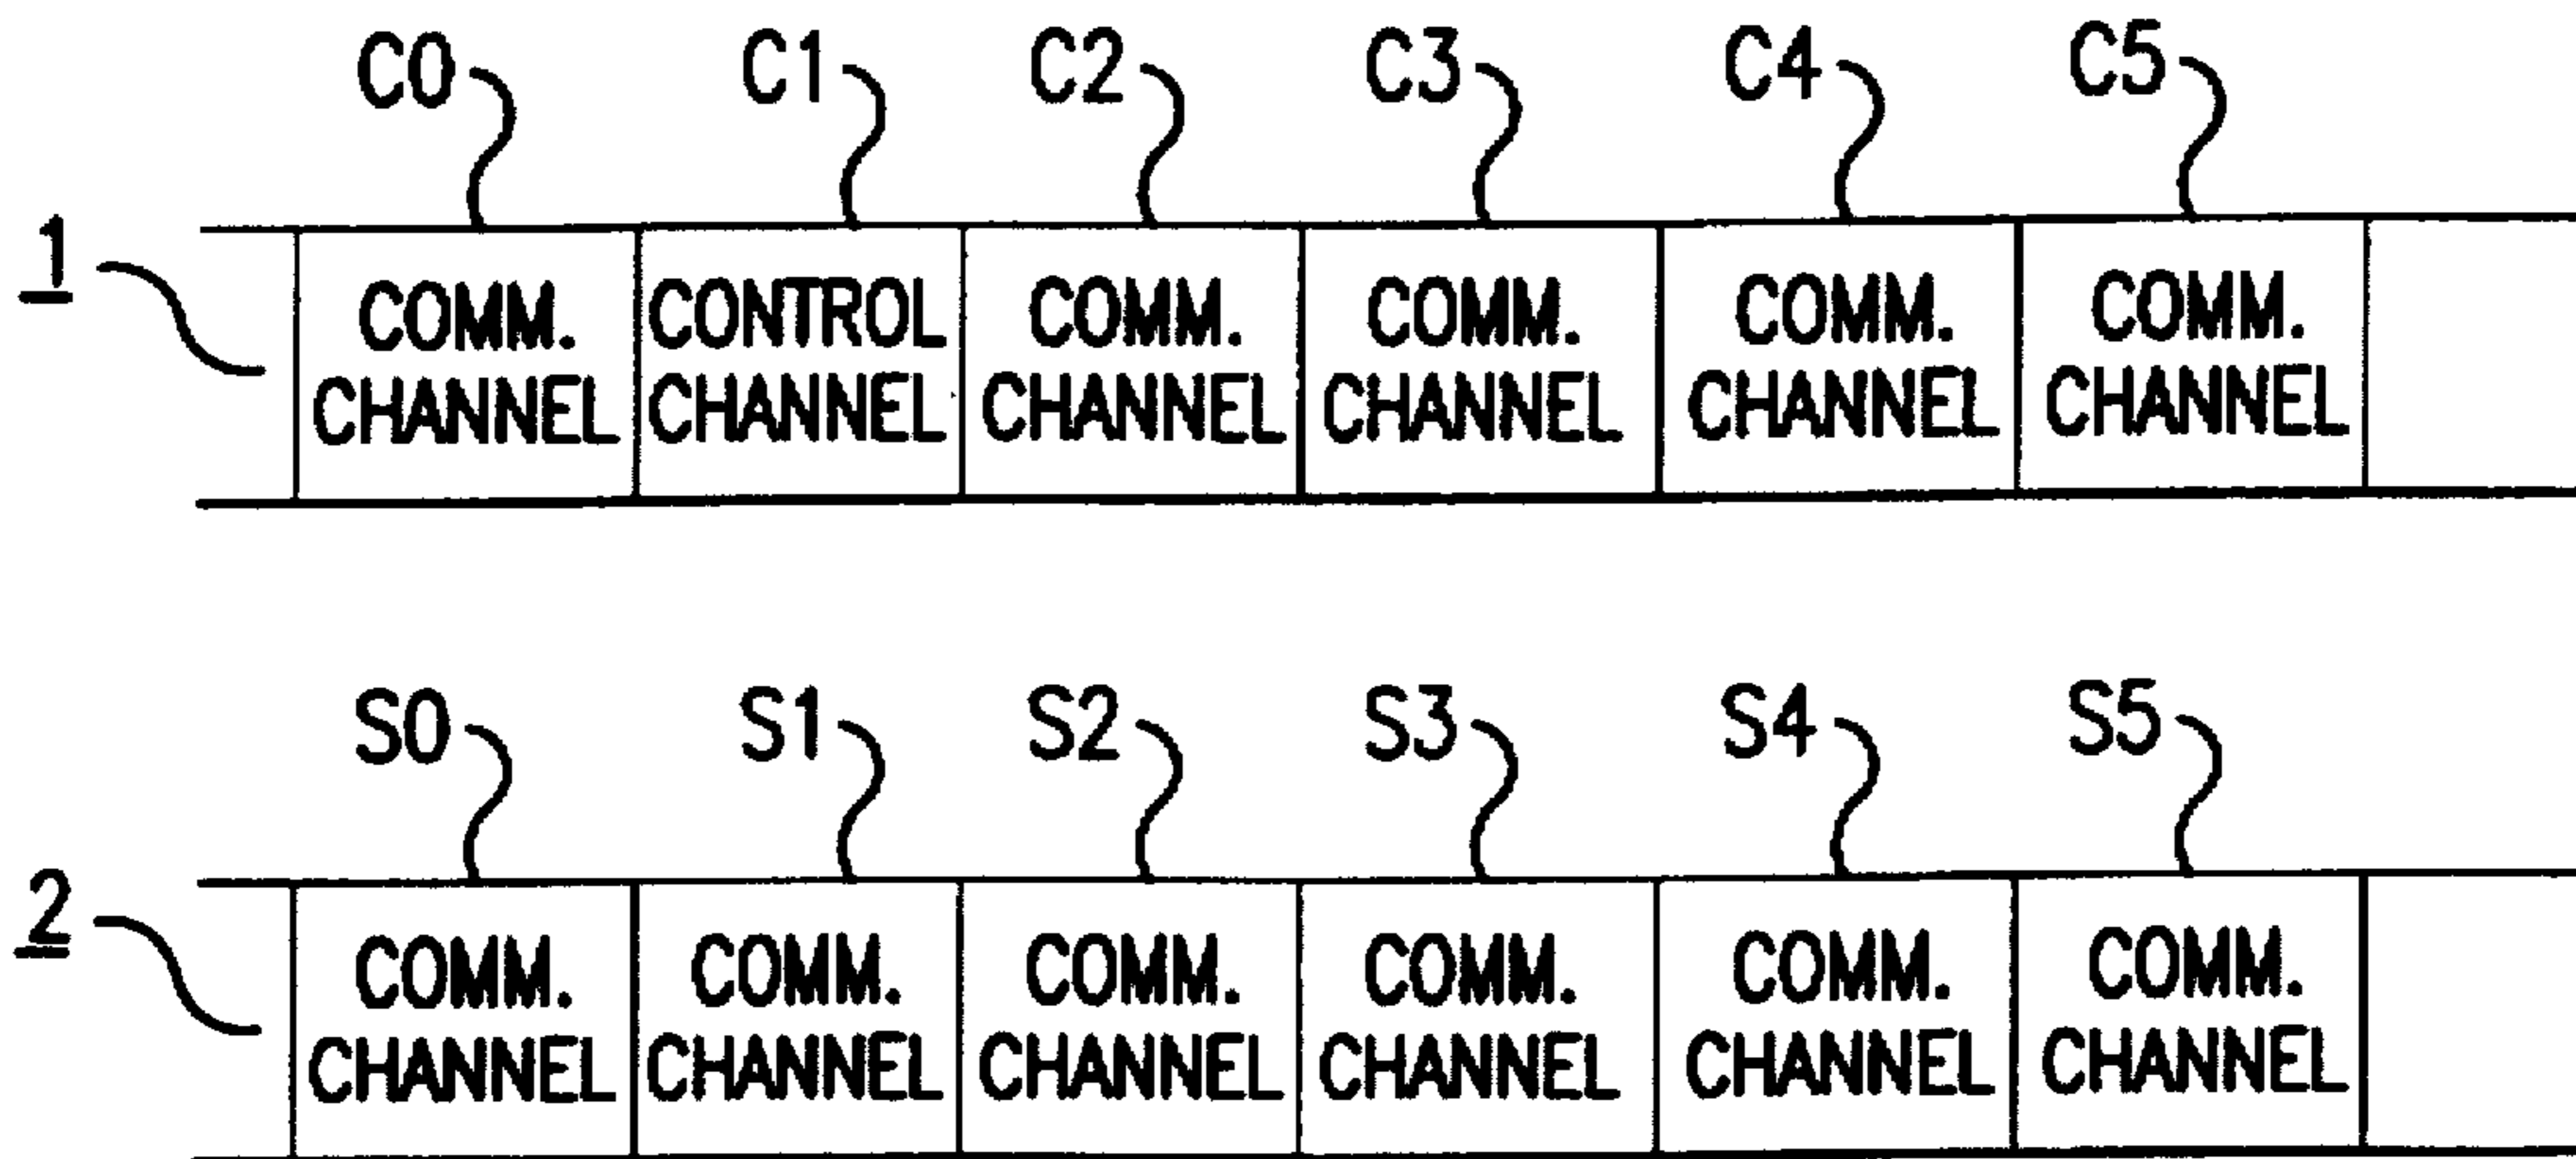 C0 C1 C2 C3 C4 C5
1
COMM. CONTROL COMM. COMM. COMM. COMM.
CHANNEL CHANNEL CHANNEL CHANNEL CHANNEL CHANNEL
S0 S1 S2 S3 S4 S5
2
COMM. COMM. COMM. COMM. COMM. COMM.
CHANNEL CHANNEL CHANNEL CHANNEL CHANNEL CHANNEL